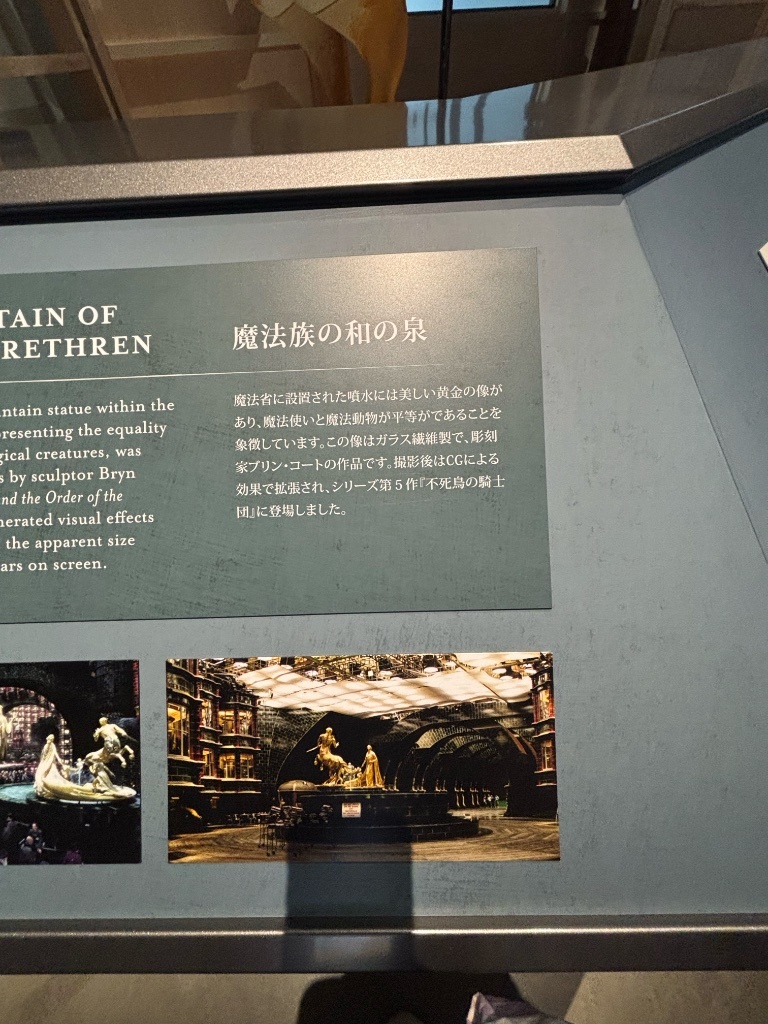 TAIN OF
RETHREN
ntain statue within the
presenting the equality
gical creatures, was
s by sculptor Bryn
nd the Order of the
nerated visual effects
the apparent size
ars on screen.
魔法族の和の泉
魔法省に設置された噴水には美しい黄金の像が
あり、魔法使いと魔法動物が平等がであることを
象徴しています。この像はガラス繊維製で、彫刻
家ブリン・コートの作品です。撮影後はCGによる
効果で拡張され、シリーズ第5作『不死鳥の騎士
団』に登場しました。